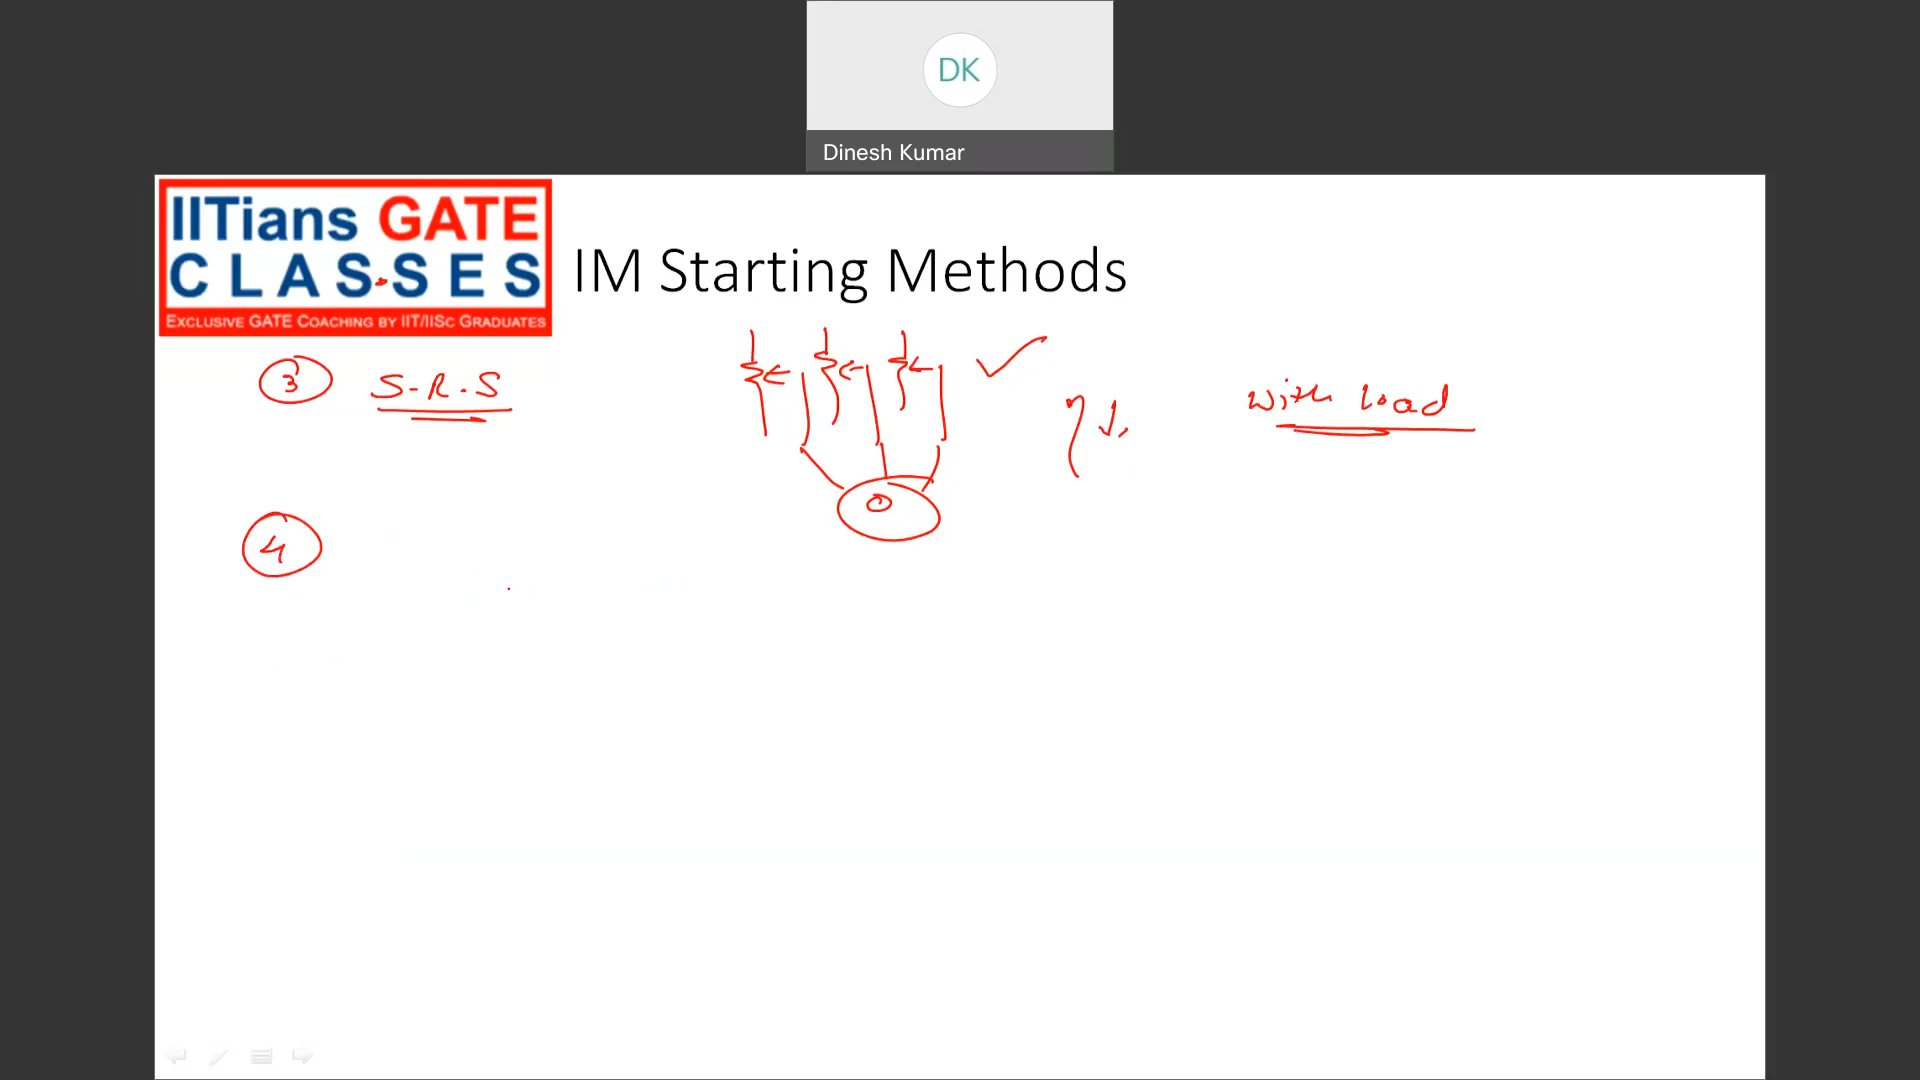 DK
Dinesh Kumar
IITians GATE
CLASSES
EXCLUSIVE GATE COACHING BY IIT/IISC GRADUATES
IM Starting Methods
3 S-R.S
η↓.
with load
4